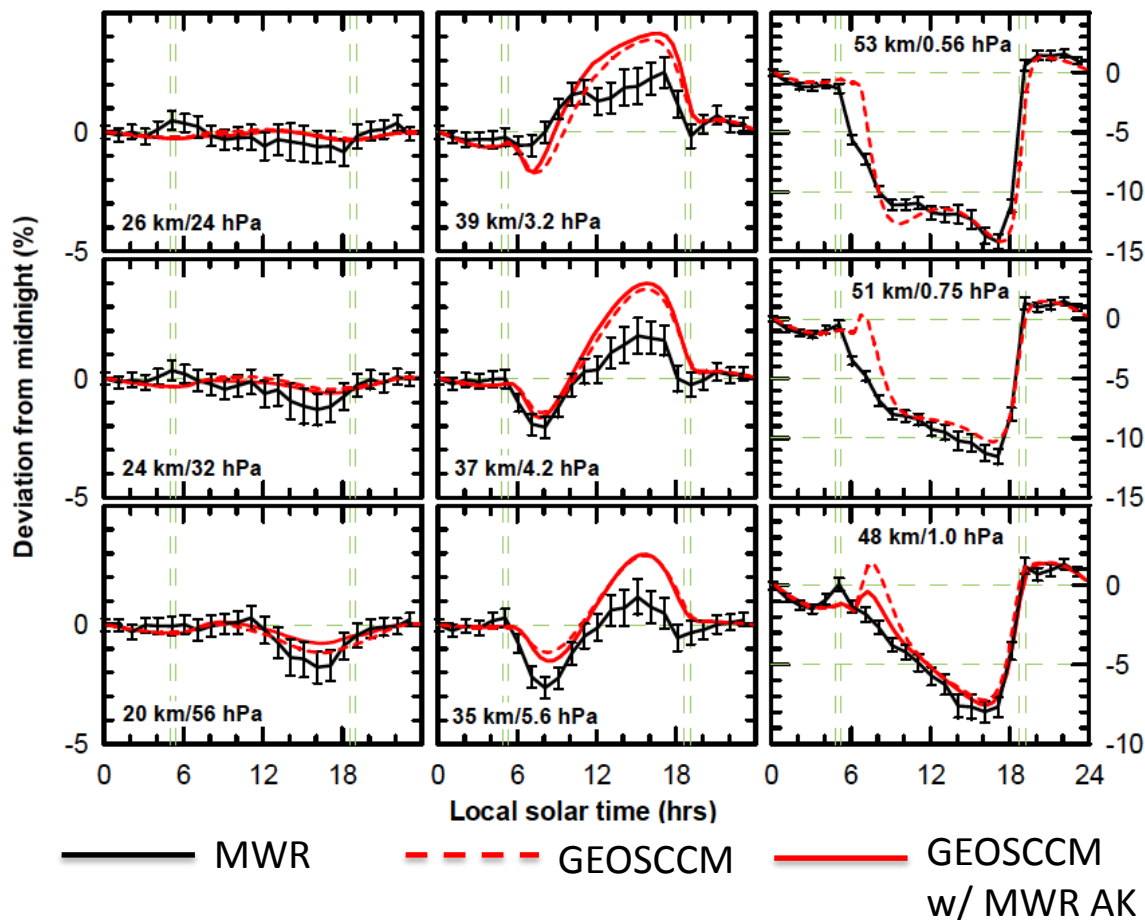 Deviation from midnight (%)
0
-5
26 km/24 hPa
39 km/3.2 hPa
53 km/0.56 hPa
0
-5
-10
-15
0
-5
24 km/32 hPa
37 km/4.2 hPa
51 km/0.75 hPa
0
-5
-10
-15
0
-5
20 km/56 hPa
35 km/5.6 hPa
48 km/1.0 hPa
0
-5
-10
0 6 12 18 0 6 12 18 0 6 12 18 24
Local solar time (hrs)
MWR
GEOSCCM
GEOSCCM
w/ MWR AK